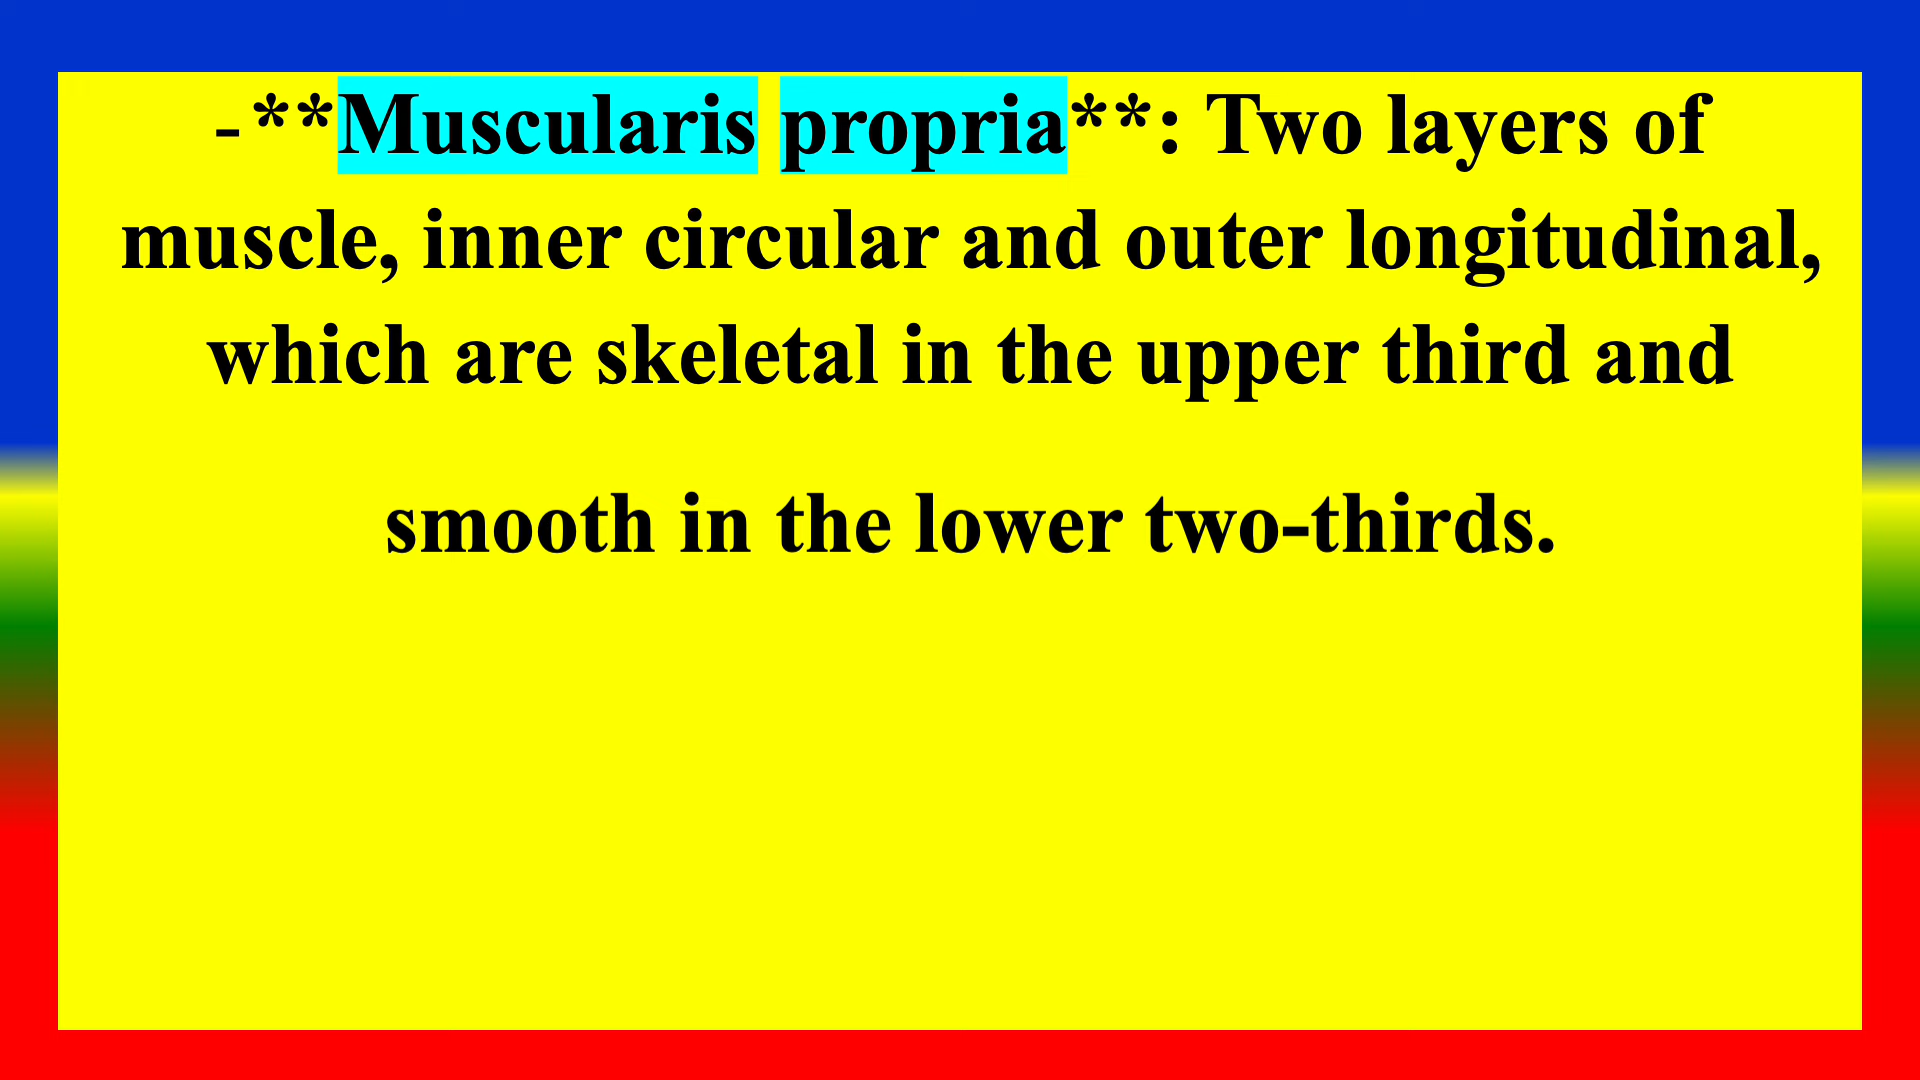 -**Muscularis propria**: Two layers of
muscle, inner circular and outer longitudinal,
which are skeletal in the upper third and
smooth in the lower two-thirds.